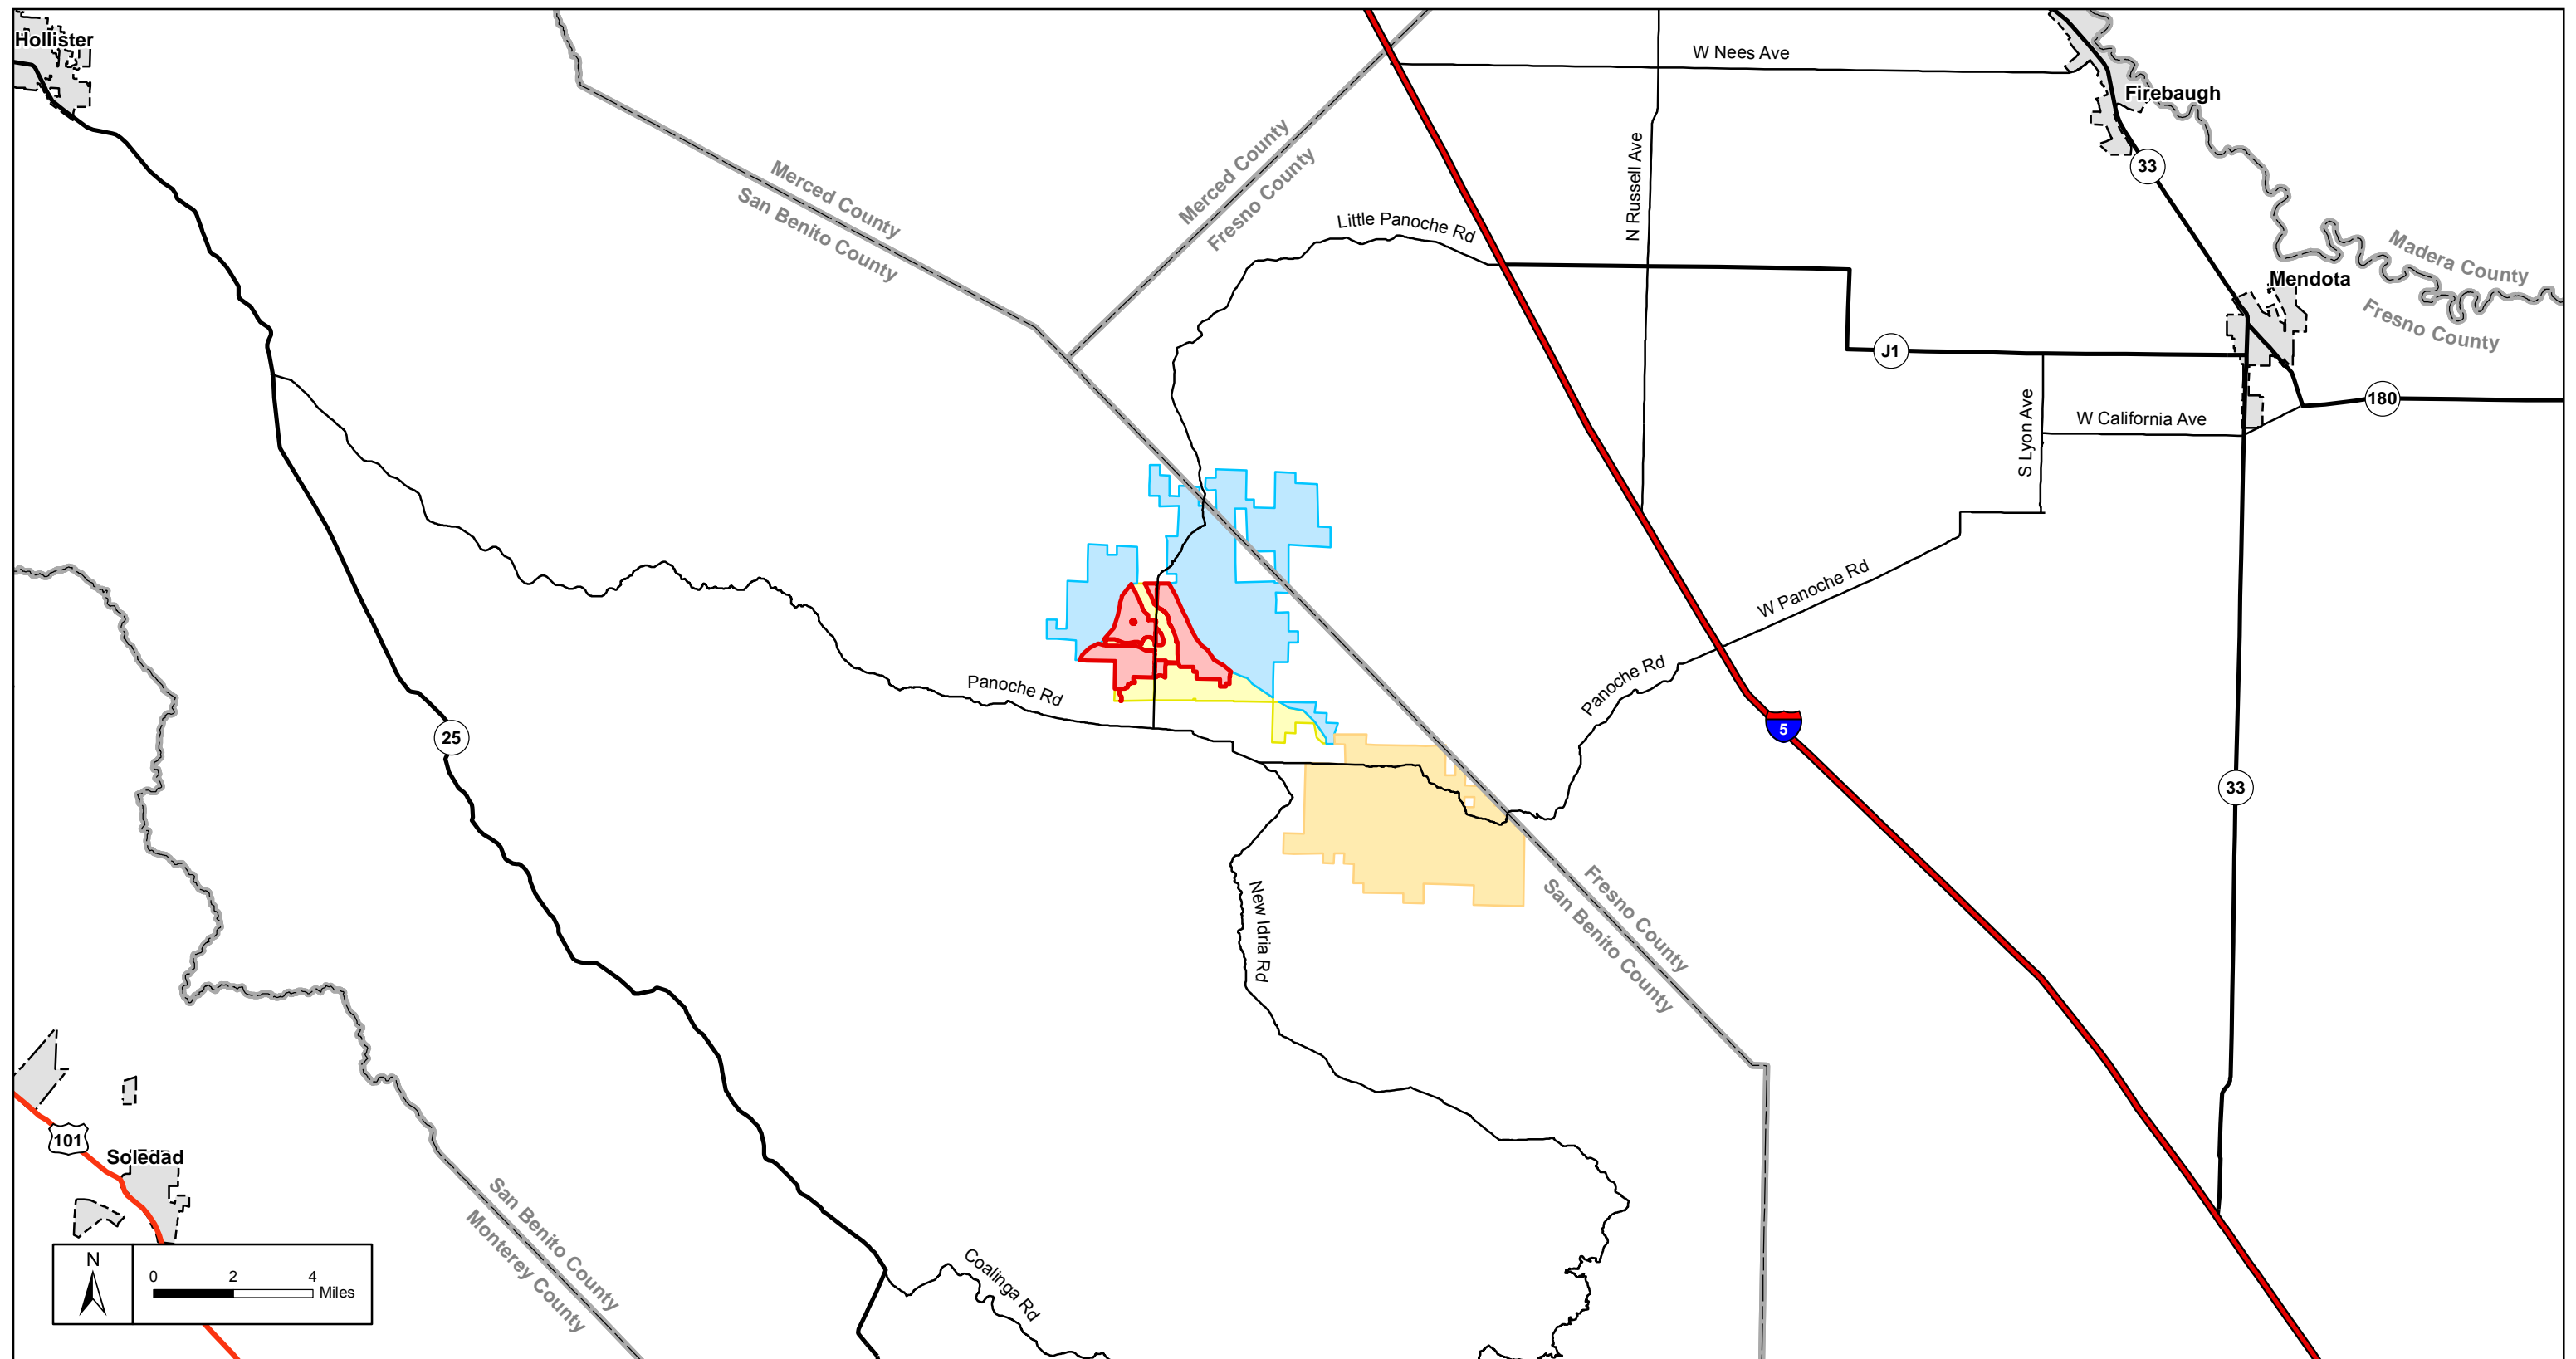 Hollister
W Nees Ave
Firebaugh
33
Merced County
San Benito County
Merced County
Fresno County
N Russell Ave
Little Panoche Rd
Madera County
Fresno County
Mendota
J1
180
S Lyon Ave
W California Ave
W Panoche Rd
Panoche Rd
Panoche Rd
5
25
33
New Idria Rd
Fresno County
San Benito County
101
Soledad
San Benito County
Monterey County
Coalinga Rd
N
0 2 4
Miles